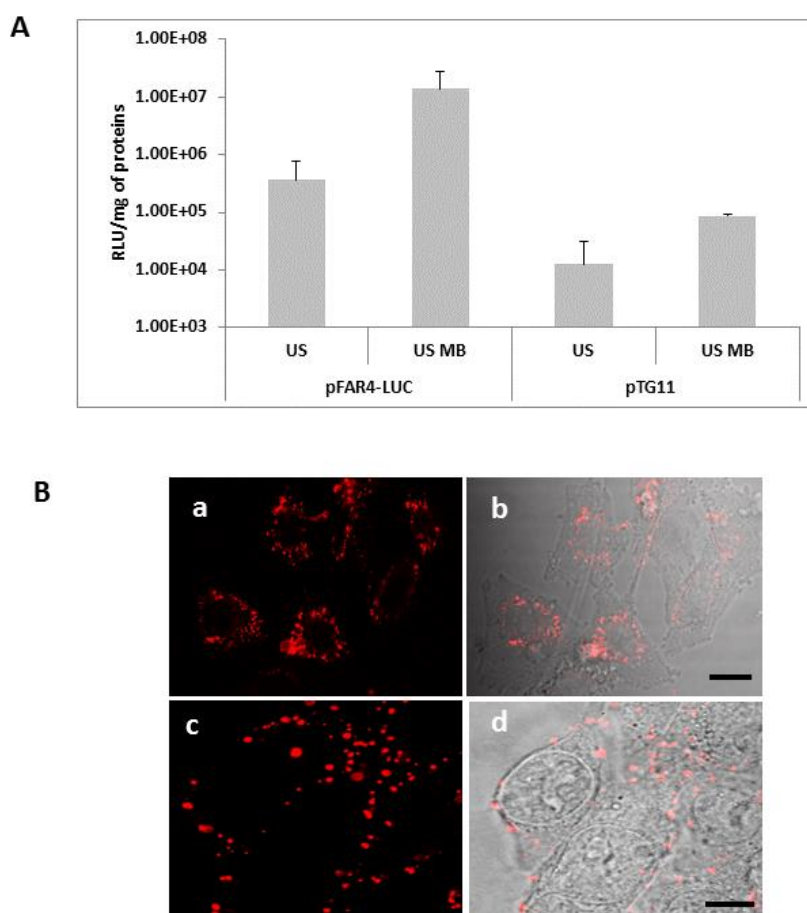 A
1.00E+08
1.00E+07
1.00E+06
1.00E+05
1.00E+04
1.00E+03
RLU/mg of proteins
US
US MB
US
US MB
pFAR4-LUC
pTG11
B
a
b
c
d